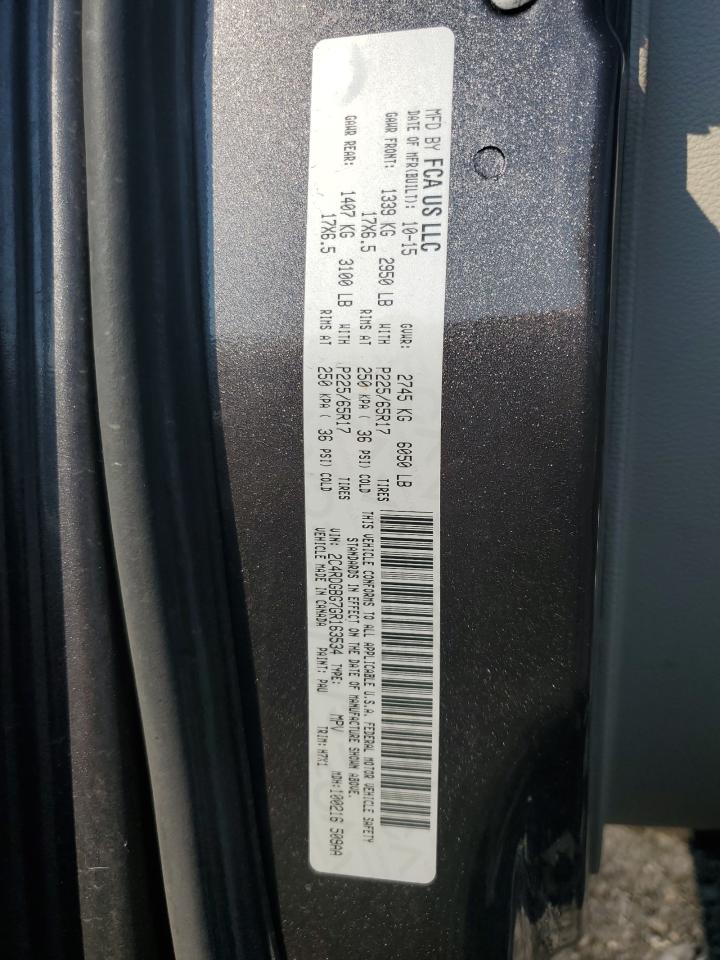 MFD BY FCA US LLC
DATE OF MFR(BUILT): 10-15 GVWR: 2745 KG 6050 LB
GAWR FRONT: 1339 KG 2950 LB WITH P225/65R17 TIRES
17X6.5 RIMS AT 250 KPA ( 36 PSI) COLD
GAWR REAR: 1407 KG 3100 LB WITH P225/65R17 TIRES
17X6.5 RIMS AT 250 KPA ( 36 PSI) COLD
THIS VEHICLE CONFORMS TO ALL APPLICABLE U.S.A. FEDERAL MOTOR VEHICLE SAFETY
STANDARDS IN EFFECT ON THE DATE OF MANUFACTURE SHOWN ABOVE.
VIN: 2C4RDGBG7GR163534 TYPE: MPV MDH:100216 509AA
VEHICLE MADE IN CANADA PAINT: PAU TRIM: